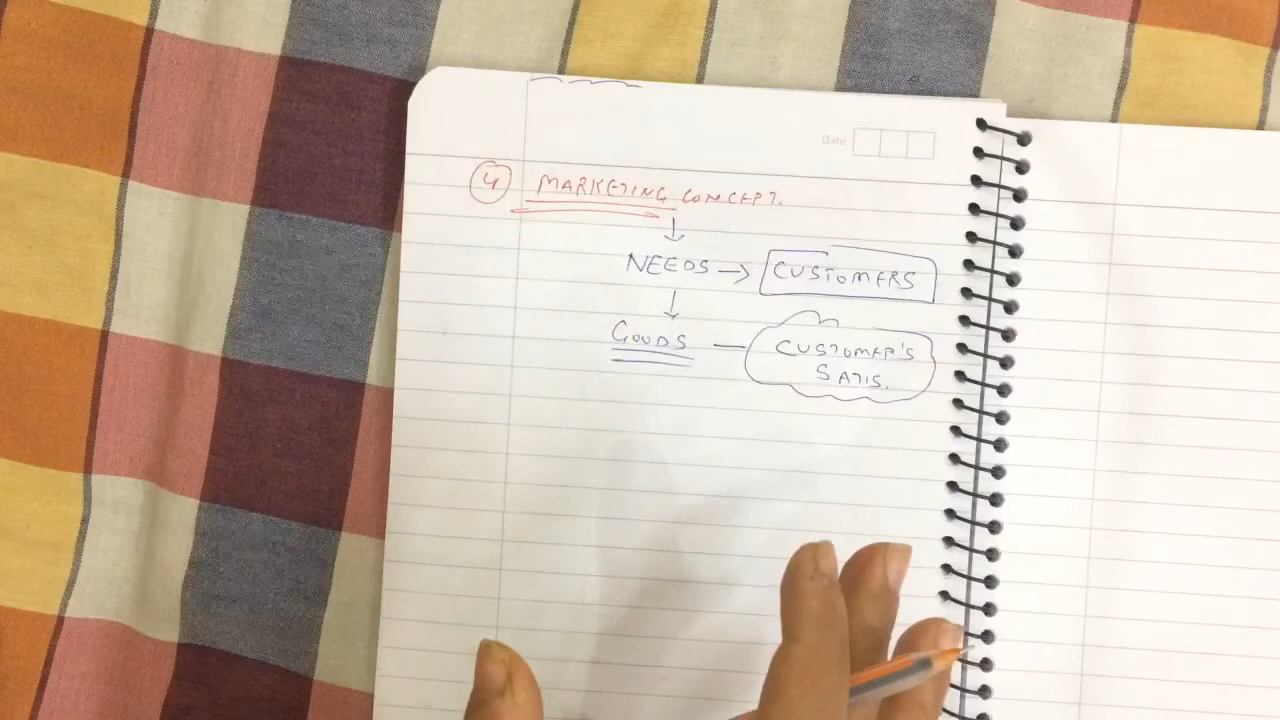 Date
4 MARKETING CONCEPT.
NEEDS → CUSTOMERS
GOODS — CUSTOMER'S
SATIS.